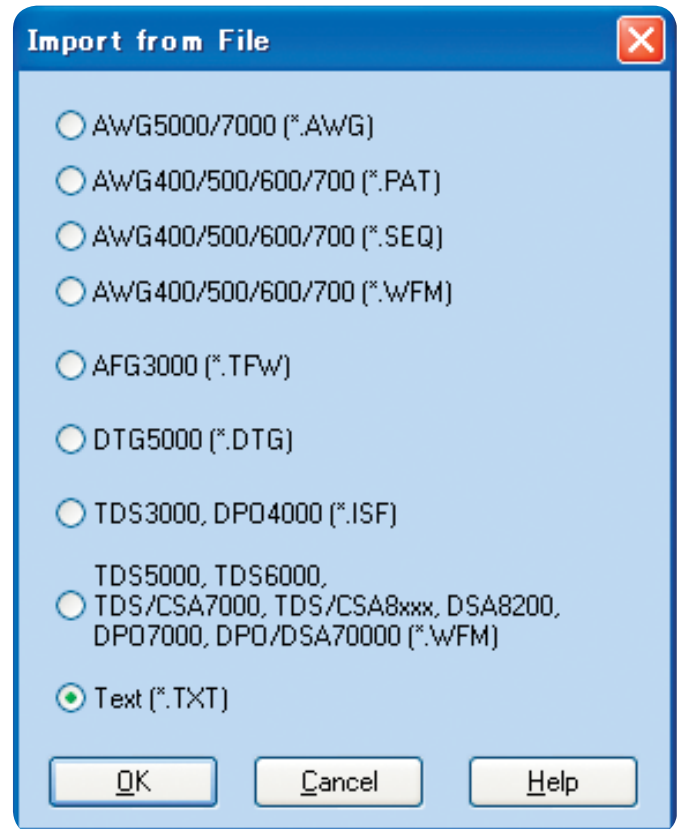 Import from File
AWG5000/7000 (*.AWG)
AWG400/500/600/700 (*.PAT)
AWG400/500/600/700 (*.SEQ)
AWG400/500/600/700 (*.WFM)
AFG3000 (*.TFW)
DTG5000 (*.DTG)
TDS3000, DPO4000 (*.ISF)
TDS5000, TDS6000,
TDS/CSA7000, TDS/CSA8xxx, DSA8200,
DPO7000, DPO/DSA70000 (*.WFM)
Text (*.TXT)
OK Cancel Help